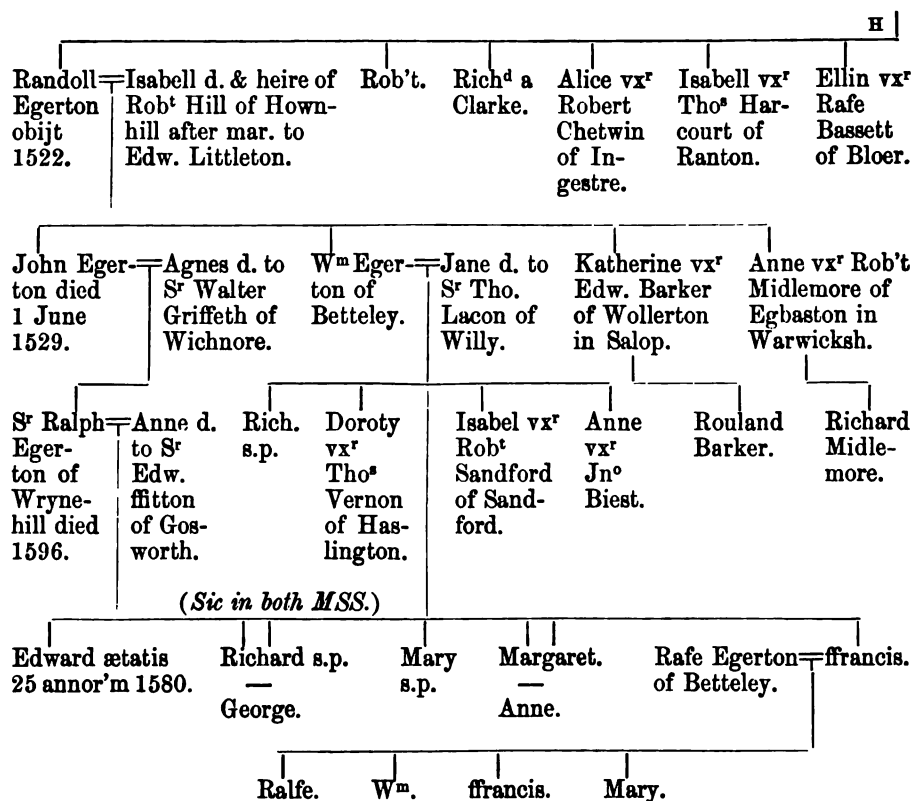 H
Randoll═Isabell d. & heire of
Egerton Robᵗ Hill of Hown-
obijt hill after mar. to
1522. Edw. Littleton.
Rob't.
Richᵈ a
Clarke.
Alice vxʳ
Robert
Chetwin
of In-
gestre.
Isabell vxʳ
Thoˢ Har-
court of
Ranton.
Ellin vxʳ
Rafe
Bassett
of Bloer.
John Eger-
ton died
1 June
1529.
Agnes d. to
Sʳ Walter
Griffeth of
Wichnore.
Wᵐ Eger-
ton of
Betteley.
Jane d. to
Sʳ Tho.
Lacon of
Willy.
Katherine vxʳ
Edw. Barker
of Wollerton
in Salop.
Anne vxʳ Rob't
Midlemore of
Egbaston in
Warwicksh.
Sʳ Ralph
Eger-
ton of
Wryne-
hill died
1596.
Anne d.
to Sʳ
Edw.
ffitton
of Gos-
worth.
Rich.
s.p.
Doroty
vxʳ
Thoˢ
Vernon
of Has-
lington.
Isabel vxʳ
Robᵗ
Sandford
of Sand-
ford.
Anne
vxʳ
Jnᵒ
Biest.
Rouland
Barker.
Richard
Midle-
more.
(Sic in both MSS.)
Edward ætatis
25 annor'm 1580.
Richard s.p.
—
George.
Mary
s.p.
Margaret.
—
Anne.
Rafe Egerton═ffrancis.
of Betteley.
Ralfe. Wᵐ. ffrancis. Mary.